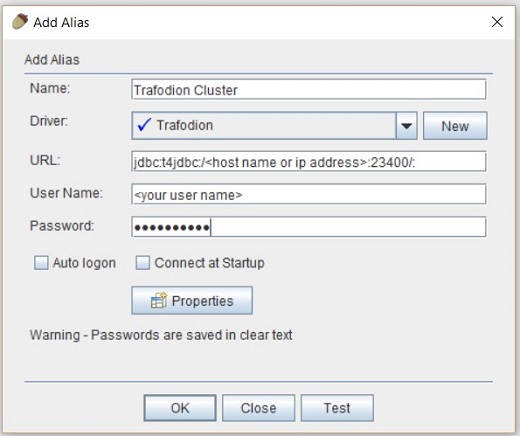 Add Alias
Add Alias
Name: Trafodion Cluster
Driver: Trafodion New
URL: jdbc:t4jdbc:/<host name or ip address>:23400/:
User Name: <your user name>
Password: ●●●●●●●●●●
Auto logon Connect at Startup
Properties
Warning - Passwords are saved in clear text
OK Close Test